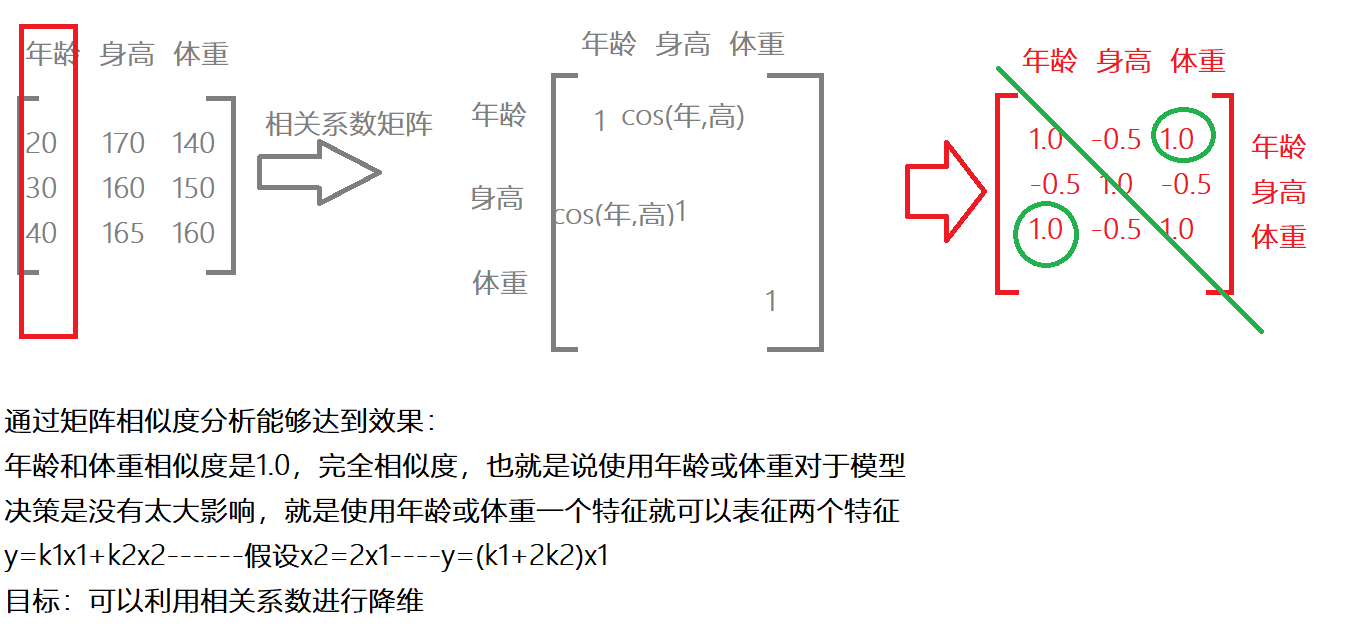 年龄 身高 体重
20 170 140
30 160 150
40 165 160
相关系数矩阵
年龄 身高 体重
年龄 1 cos(年,高)
身高 cos(年,高)1
体重 1
年龄 身高 体重
1.0 -0.5 1.0 年龄
-0.5 1.0 -0.5 身高
1.0 -0.5 1.0 体重
通过矩阵相似度分析能够达到效果：
年龄和体重相似度是1.0，完全相似度，也就是说使用年龄或体重对于模型
决策是没有太大影响，就是使用年龄或体重一个特征就可以表征两个特征
y=k1x1+k2x2------假设x2=2x1----y=(k1+2k2)x1
目标：可以利用相关系数进行降维